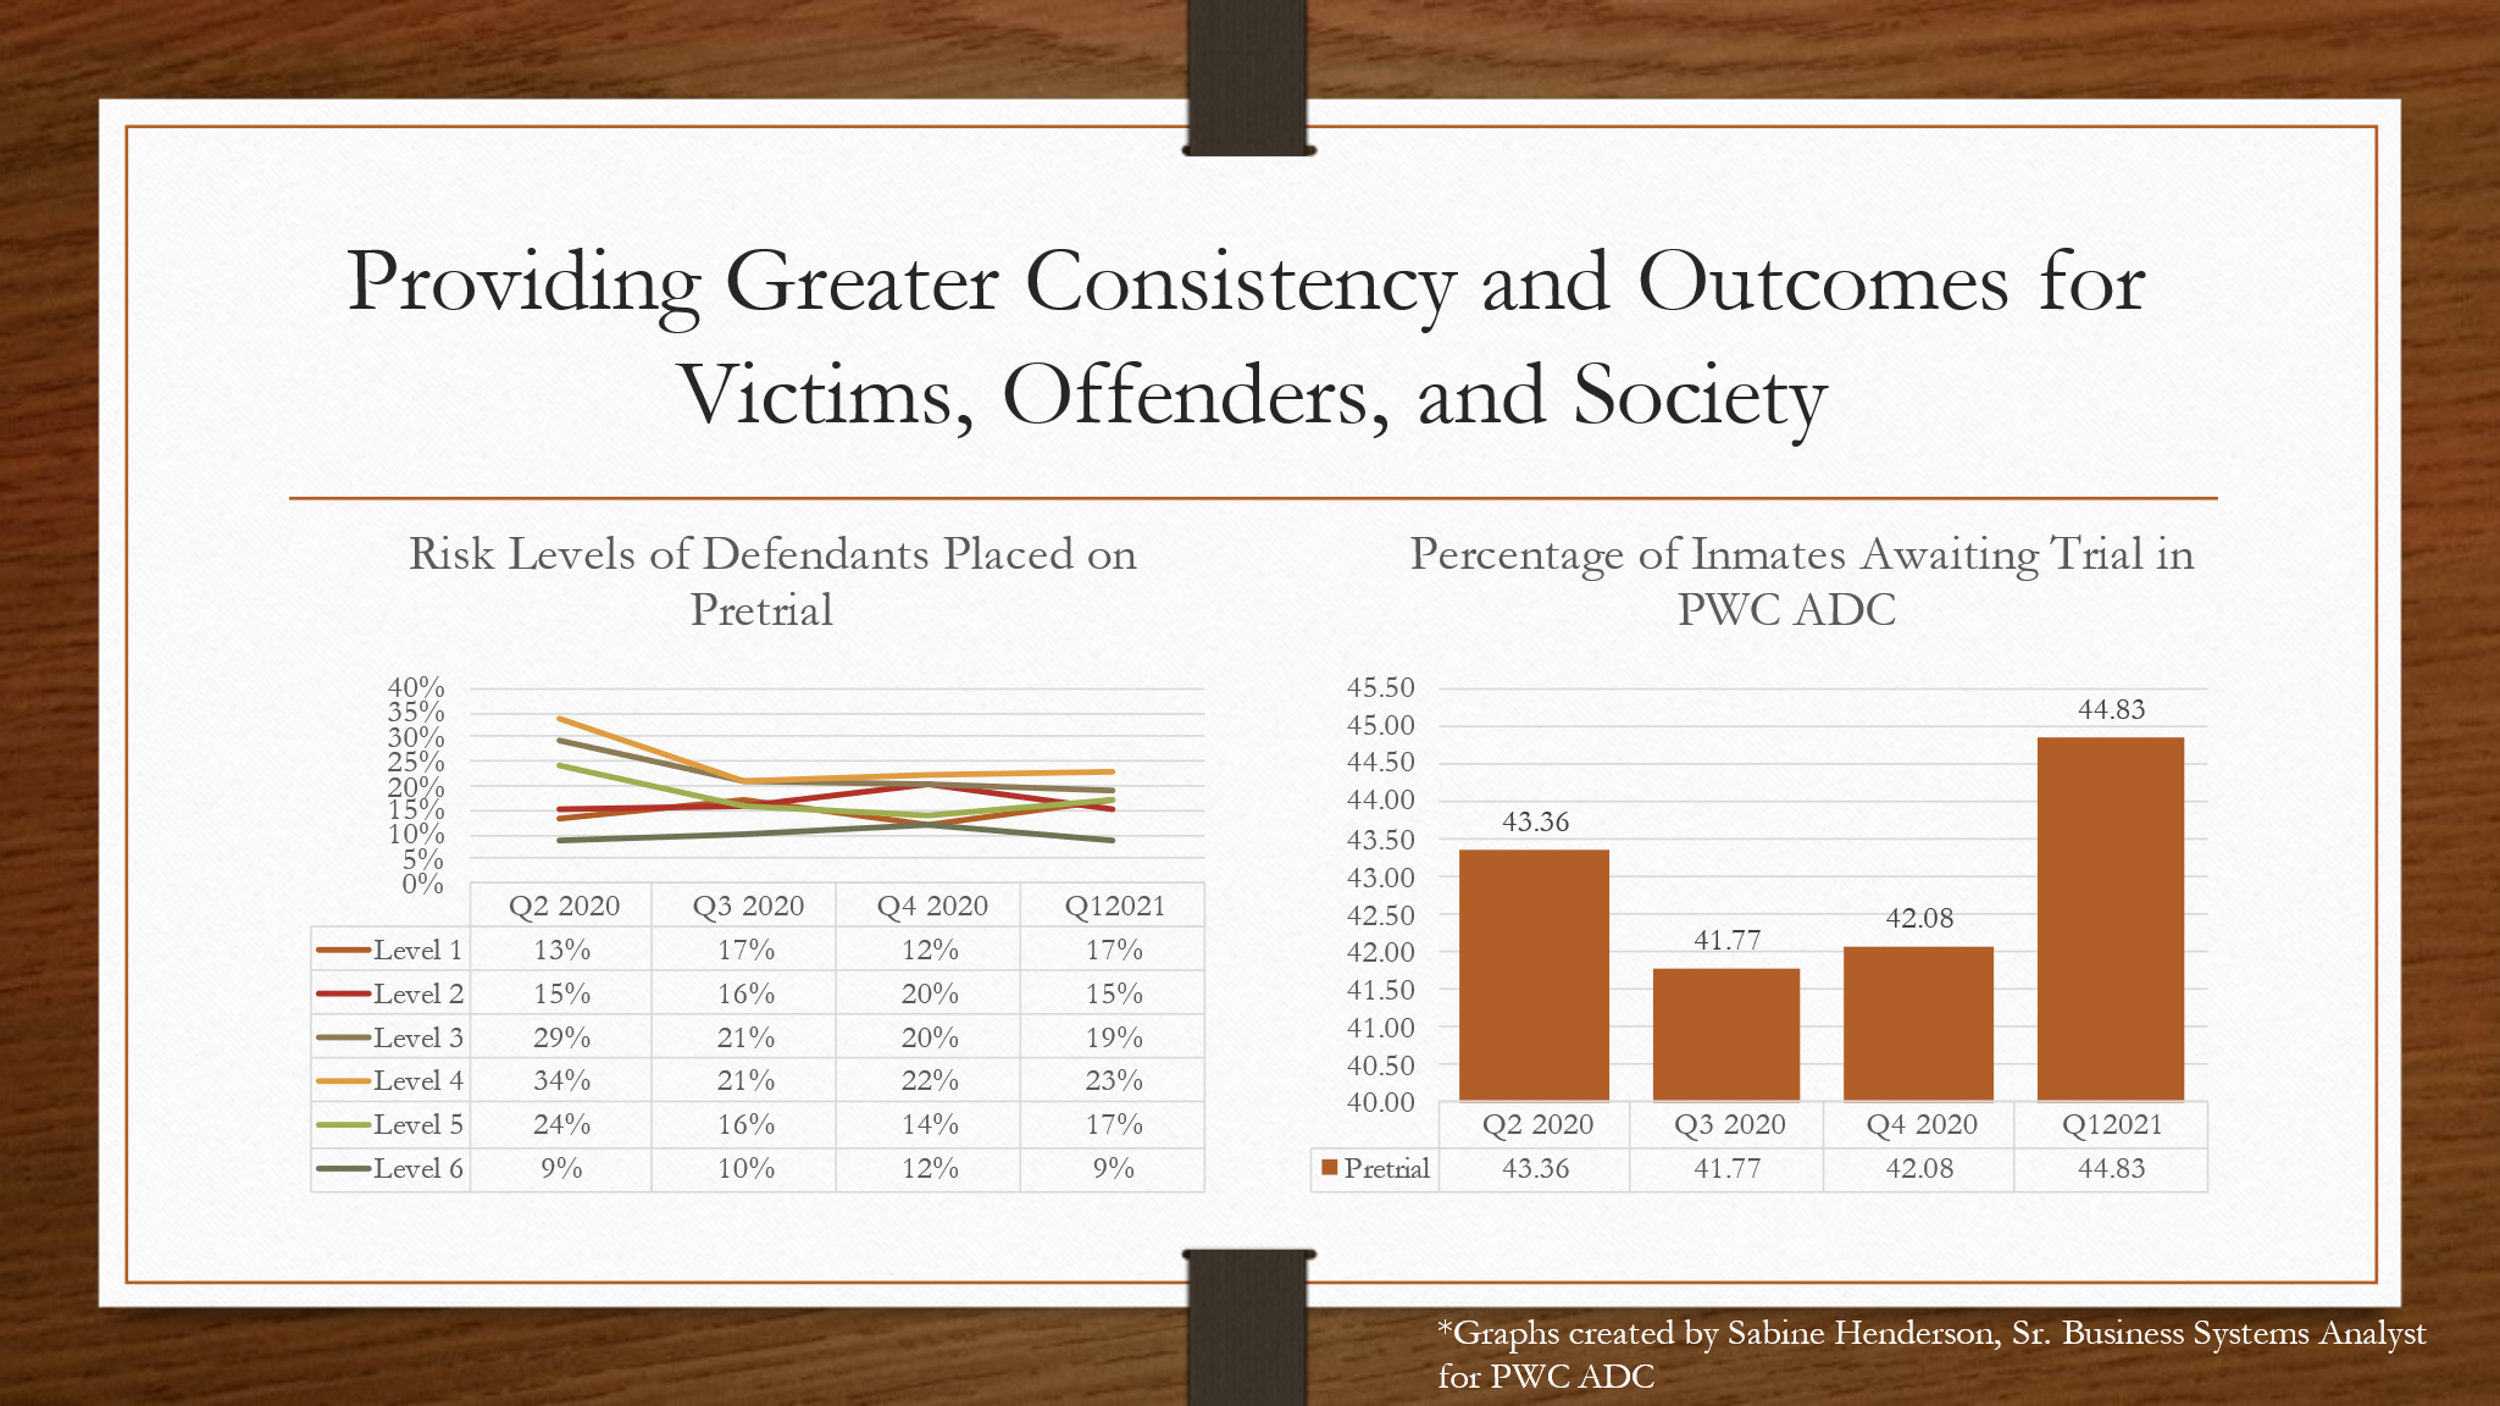 Providing Greater Consistency and Outcomes for
Victims, Offenders, and Society
Risk Levels of Defendants Placed on
Pretrial
40%
35%
30%
25%
20%
15%
10%
5%
0%
Q2 2020 Q3 2020 Q4 2020 Q12021
Level 1 13% 17% 12% 17%
Level 2 15% 16% 20% 15%
Level 3 29% 21% 20% 19%
Level 4 34% 21% 22% 23%
Level 5 24% 16% 14% 17%
Level 6 9% 10% 12% 9%
Percentage of Inmates Awaiting Trial in
PWC ADC
45.50
45.00
44.50
44.00
43.50
43.00
42.50
42.00
41.50
41.00
40.50
40.00
43.36
41.77
42.08
44.83
Q2 2020 Q3 2020 Q4 2020 Q12021
Pretrial 43.36 41.77 42.08 44.83
*Graphs created by Sabine Henderson, Sr. Business Systems Analyst
for PWC ADC